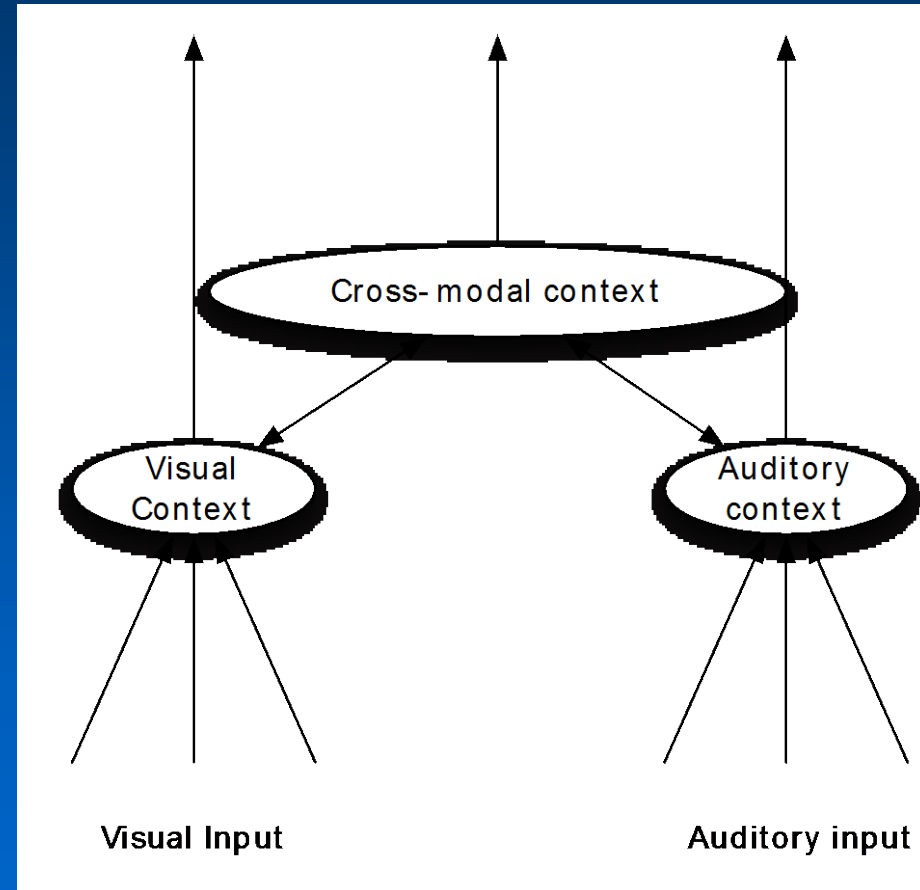 Cross- modal context
Visual
Context
Auditory
context
Visual Input
Auditory input